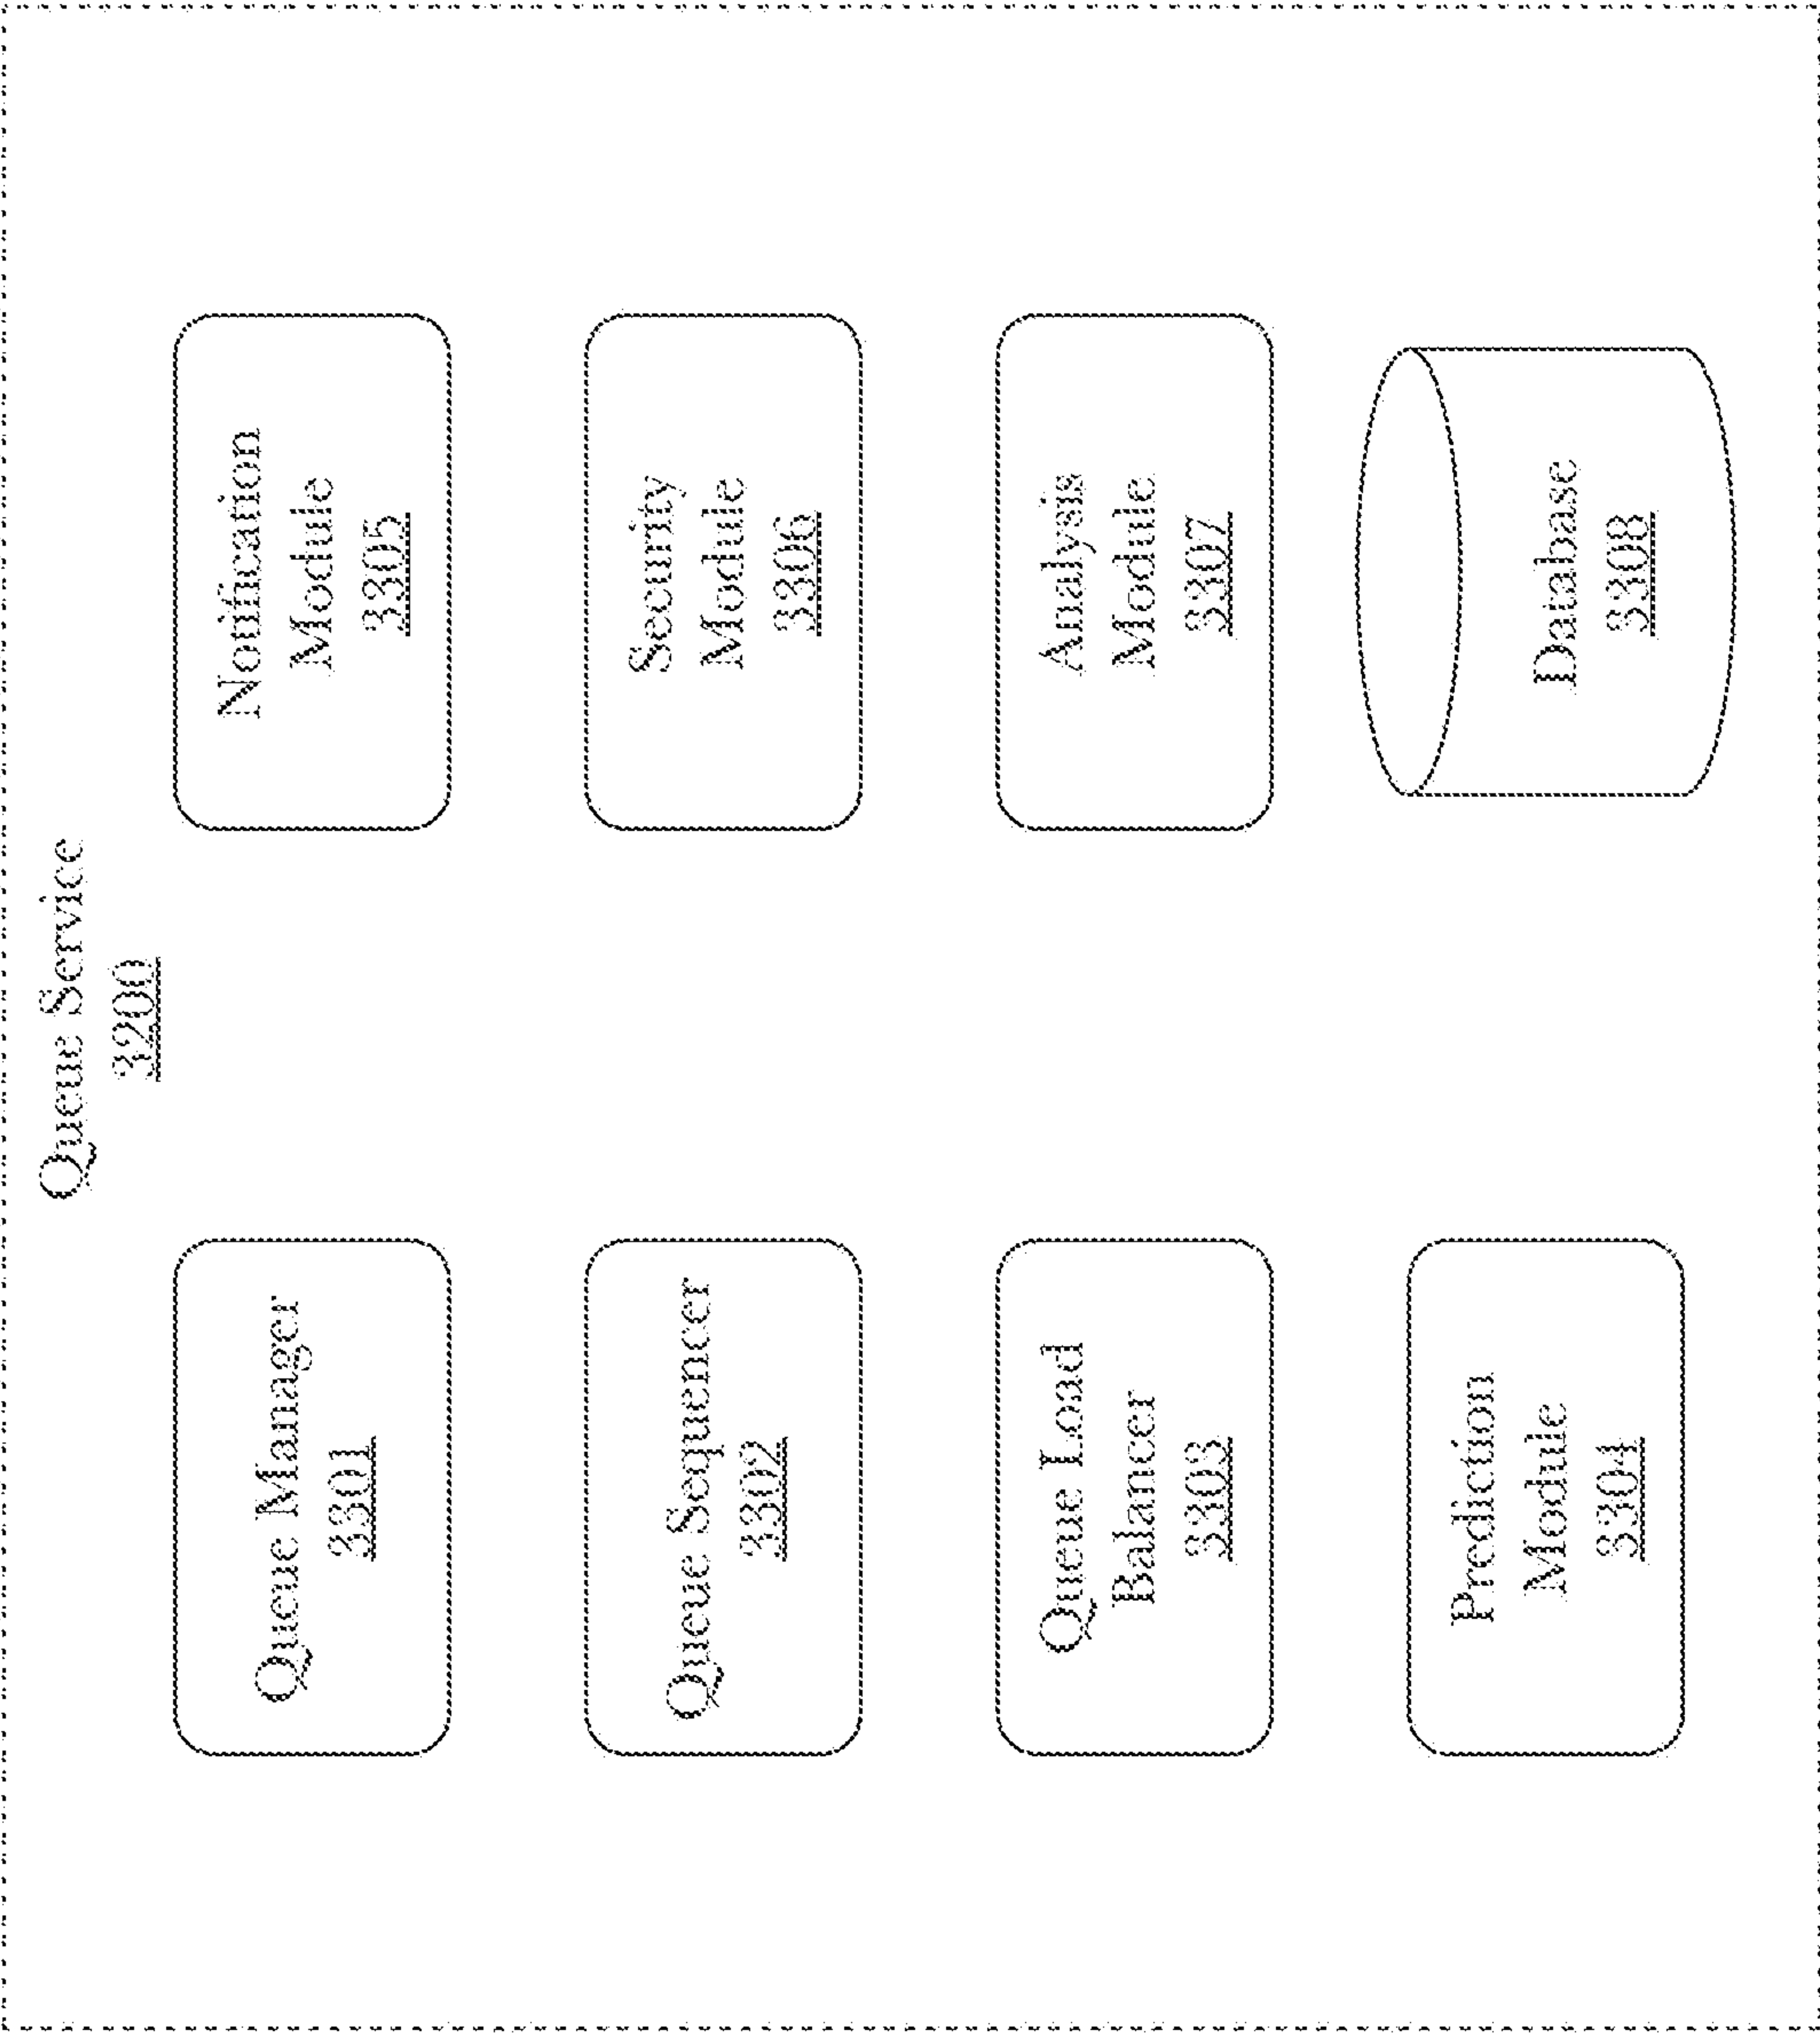 Queue Service
3200
Queue Manager
3301
Queue Sequencer
3302
Queue Load
Balancer
3303
Prediction
Module
3304
Notification
Module
3305
Security
Module
3306
Analysis
Module
3307
Database
3308